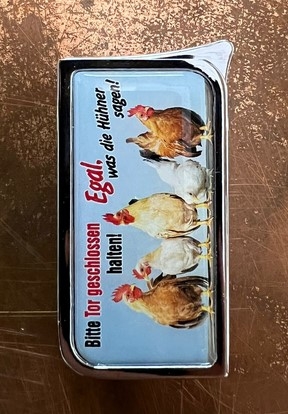 Bitte Tor geschlossen
halten!
Egal,
was die Hühner
sagen!